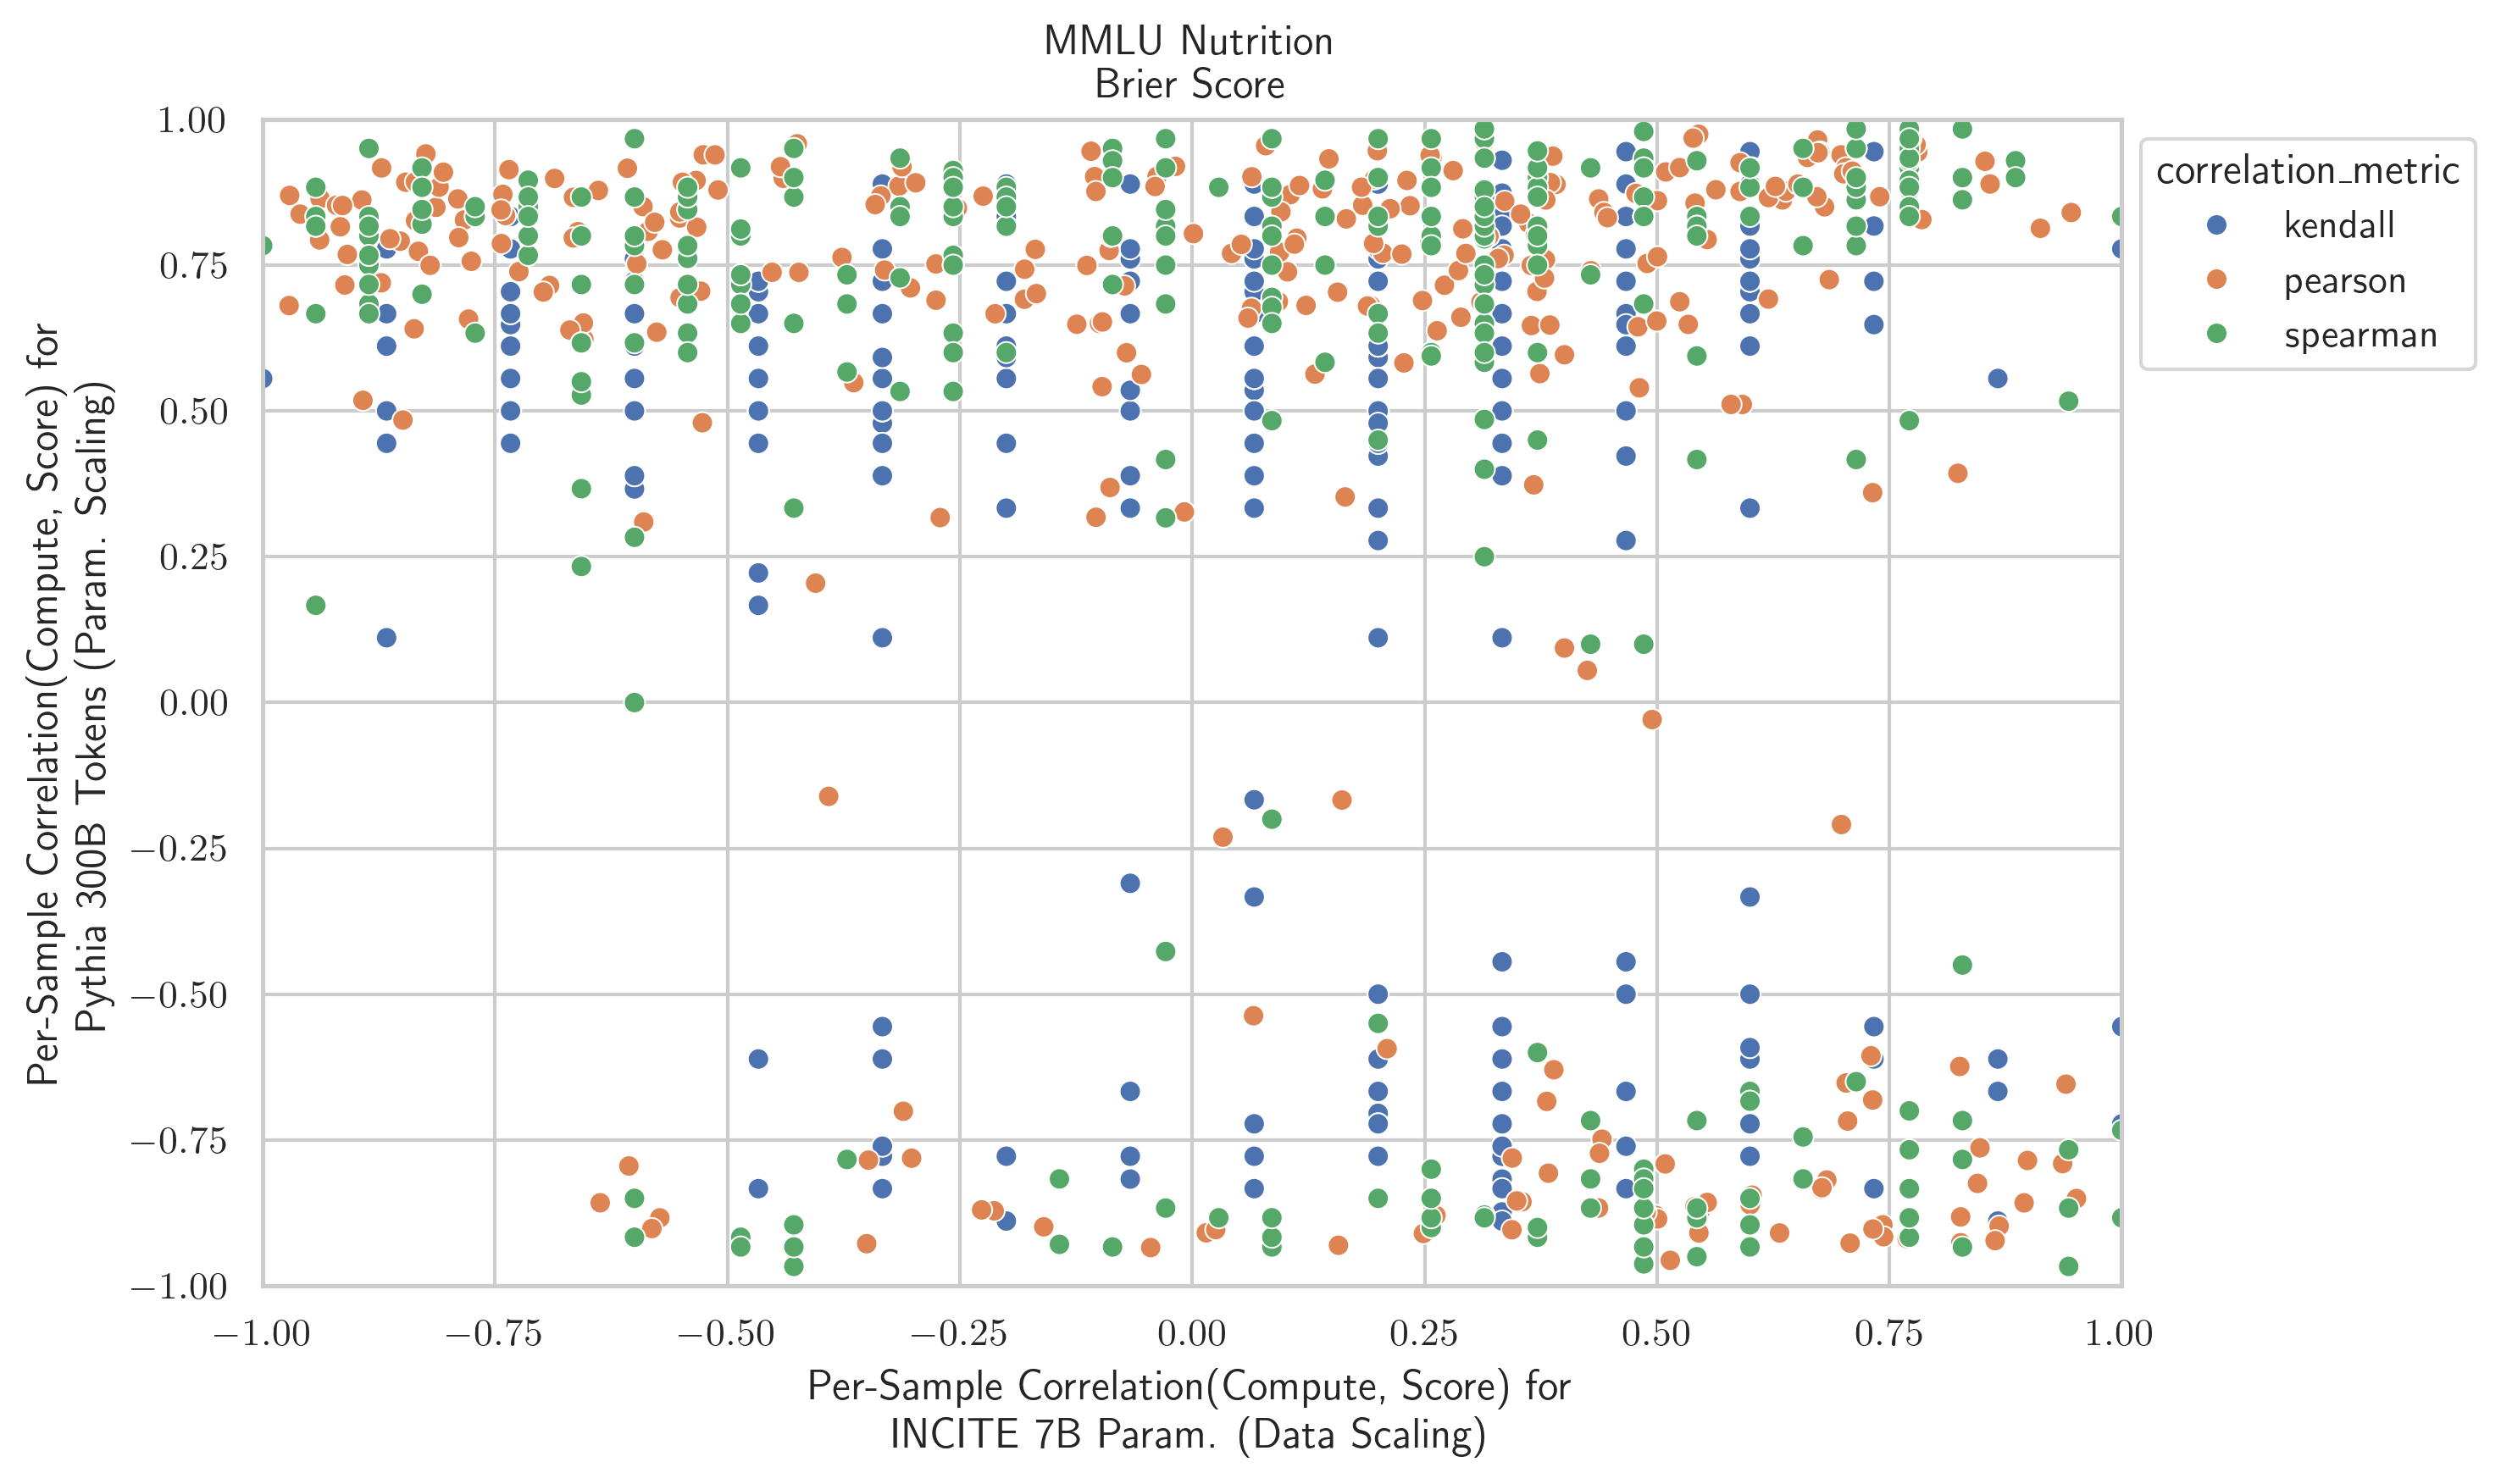 MMLU Nutrition
Brier Score
Per-Sample Correlation(Compute, Score) for
Pythia 300B Tokens (Param. Scaling)
1.00
0.75
0.50
0.25
0.00
−0.25
−0.50
−0.75
−1.00
−1.00
−0.75
−0.50
−0.25
0.00
0.25
0.50
0.75
1.00
Per-Sample Correlation(Compute, Score) for
INCITE 7B Param. (Data Scaling)
correlation_metric
kendall
pearson
spearman